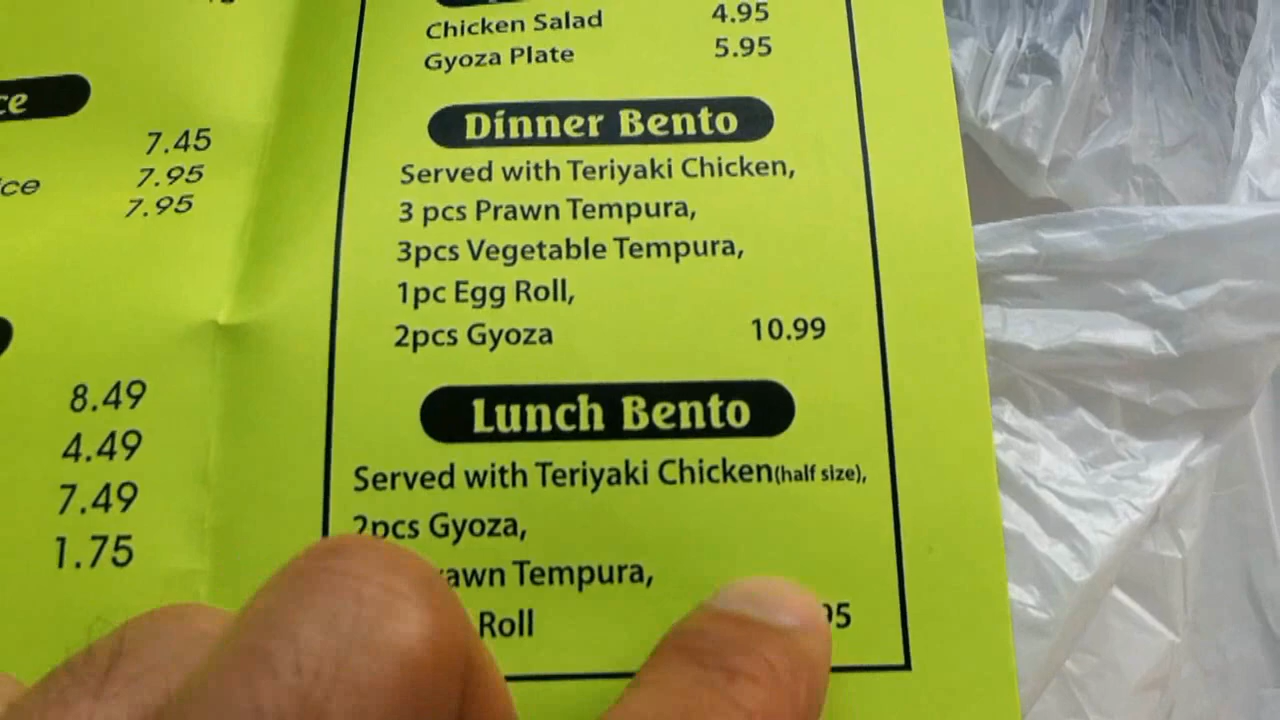 7.45
7.95
7.95
8.49
4.49
7.49
1.75
Chicken Salad 4.95
Gyoza Plate 5.95
Dinner Bento
Served with Teriyaki Chicken,
3 pcs Prawn Tempura,
3pcs Vegetable Tempura,
1pc Egg Roll,
2pcs Gyoza 10.99
Lunch Bento
Served with Teriyaki Chicken(half size),
2pcs Gyoza,
Tempura,
Roll